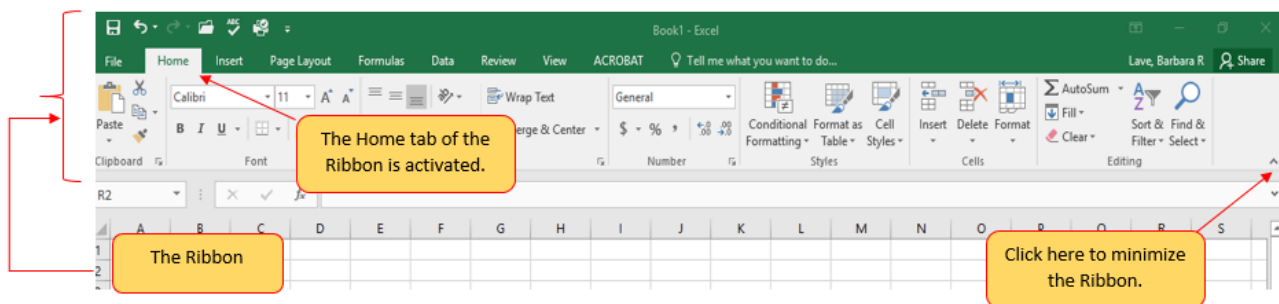 Book1 - Excel
File Home Insert Page Layout Formulas Data Review View ACROBAT Tell me what you want to do... Lave, Barbara R Share
Calibri 11 A A Wrap Text General AutoSum
Paste Fill
B I U Merge & Center $ % , Conditional Format as Cell Insert Delete Format Clear Sort & Find &
Formatting Table Styles Filter Select
Clipboard Font Number Styles Cells Editing
The Home tab of the
Ribbon is activated.
R2 fx
A B C D E F G H I J K L M N O P Q R S
1
2
The Ribbon
Click here to minimize
the Ribbon.